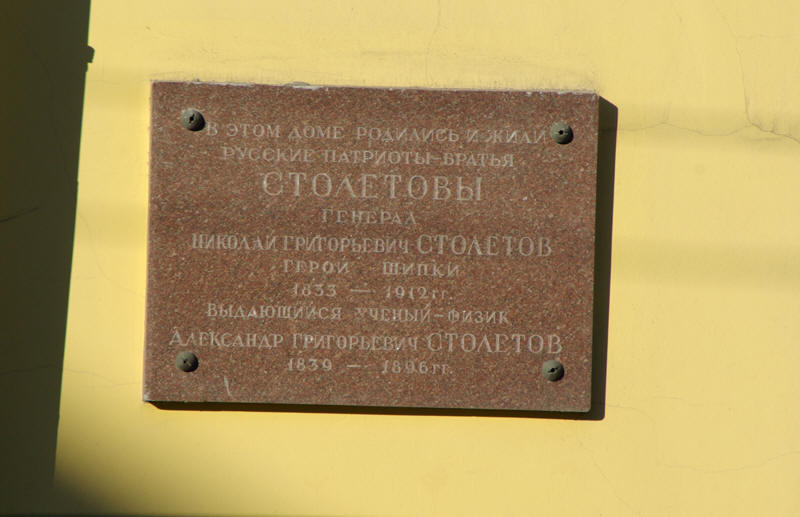 В ЭТОМ ДОМЕ РОДИЛИСЬ И ЖИЛИ
РУССКИЕ ПАТРИОТЫ БРАТЬЯ
СТОЛЕТОВЫ
ГЕНЕРАЛ
НИКОЛАЙ ГРИГОРЬЕВИЧ СТОЛЕТОВ
ГЕРОЙ ШИПКИ
1833 — 1912 гг.
ВЫДАЮЩИЙСЯ УЧЕНЫЙ-ФИЗИК
АЛЕКСАНДР ГРИГОРЬЕВИЧ СТОЛЕТОВ
1839 — 1896 гг.